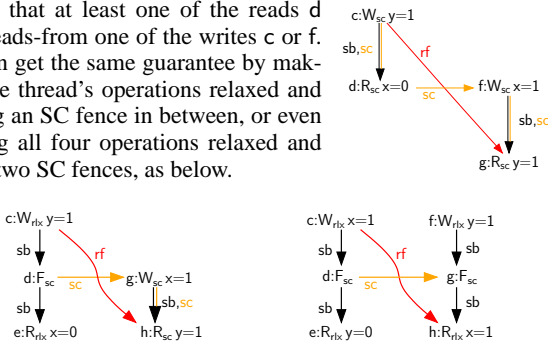 that at least one of the reads d
eads-from one of the writes c or f.
n get the same guarantee by mak-
e thread's operations relaxed and
g an SC fence in between, or even
g all four operations relaxed and
two SC fences, as below.
c:Wsc y=1
sb,sc
rf
d:Rsc x=0
sc
f:Wsc x=1
sb,sc
g:Rsc y=1
c:Wrlx y=1
sb
rf
d:Fsc
sc
g:Wsc x=1
sb
sb,sc
e:Rrlx x=0
h:Rsc y=1
c:Wrlx x=1
f:Wrlx y=1
sb
rf
sb
d:Fsc
sc
g:Fsc
sb
sb
e:Rrlx y=0
h:Rrlx x=1